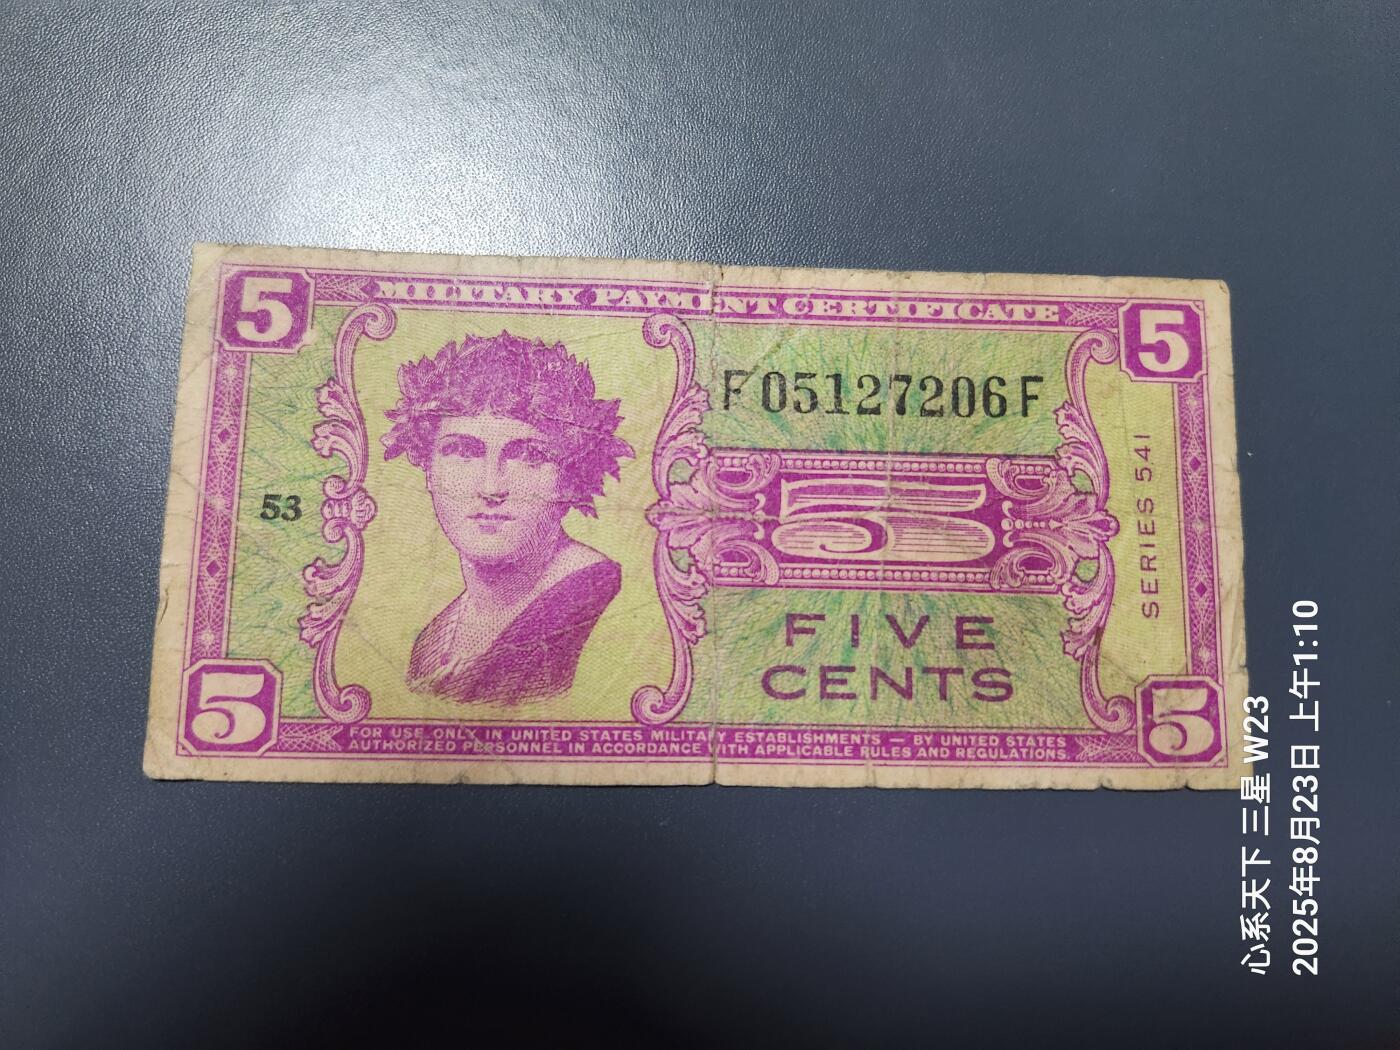 5 MILITARY PAYMENT CERTIFICATE 5
F05127206F
53
5
SERIES 541
FIVE
CENTS
5 5
FOR USE ONLY IN UNITED STATES MILITARY ESTABLISHMENTS — BY UNITED STATES
AUTHORIZED PERSONNEL IN ACCORDANCE WITH APPLICABLE RULES AND REGULATIONS.
心系天下 三星 W23
2025年8月23日 上午1:10